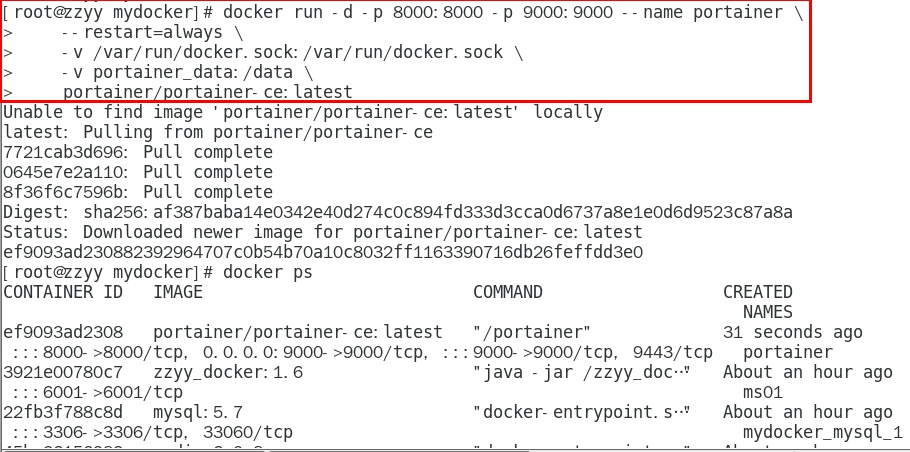 [root@zzyy mydocker]# docker run -d -p 8000:8000 -p 9000:9000 --name portainer \
>     --restart=always \
>     -v /var/run/docker.sock:/var/run/docker.sock \
>     -v portainer_data:/data \
>     portainer/portainer-ce:latest
Unable to find image 'portainer/portainer-ce:latest' locally
latest: Pulling from portainer/portainer-ce
7721cab3d696: Pull complete
0645e7e2a110: Pull complete
8f36f6c7596b: Pull complete
Digest: sha256:af387baba14e0342e40d274c0c894fd333d3cca0d6737a8e1e0d6d9523c87a8a
Status: Downloaded newer image for portainer/portainer-ce:latest
ef9093ad230882392964707c0b54b70a10c8032ff1163390716db26feffdd3e0
[root@zzyy mydocker]# docker ps
CONTAINER ID   IMAGE                           COMMAND                  CREATED
NAMES
ef9093ad2308   portainer/portainer-ce:latest   "/portainer"             31 seconds ago
:::8000->8000/tcp, 0.0.0.0:9000->9000/tcp, :::9000->9000/tcp, 9443/tcp   portainer
3921e00780c7   zzyy_docker:1.6                 "java -jar /zzyy_doc…"   About an hour ago
:::6001->6001/tcp                                                         ms01
22fb3f788c8d   mysql:5.7                       "docker-entrypoint.s…"   About an hour ago
:::3306->3306/tcp, 33060/tcp                                              mydocker_mysql_1